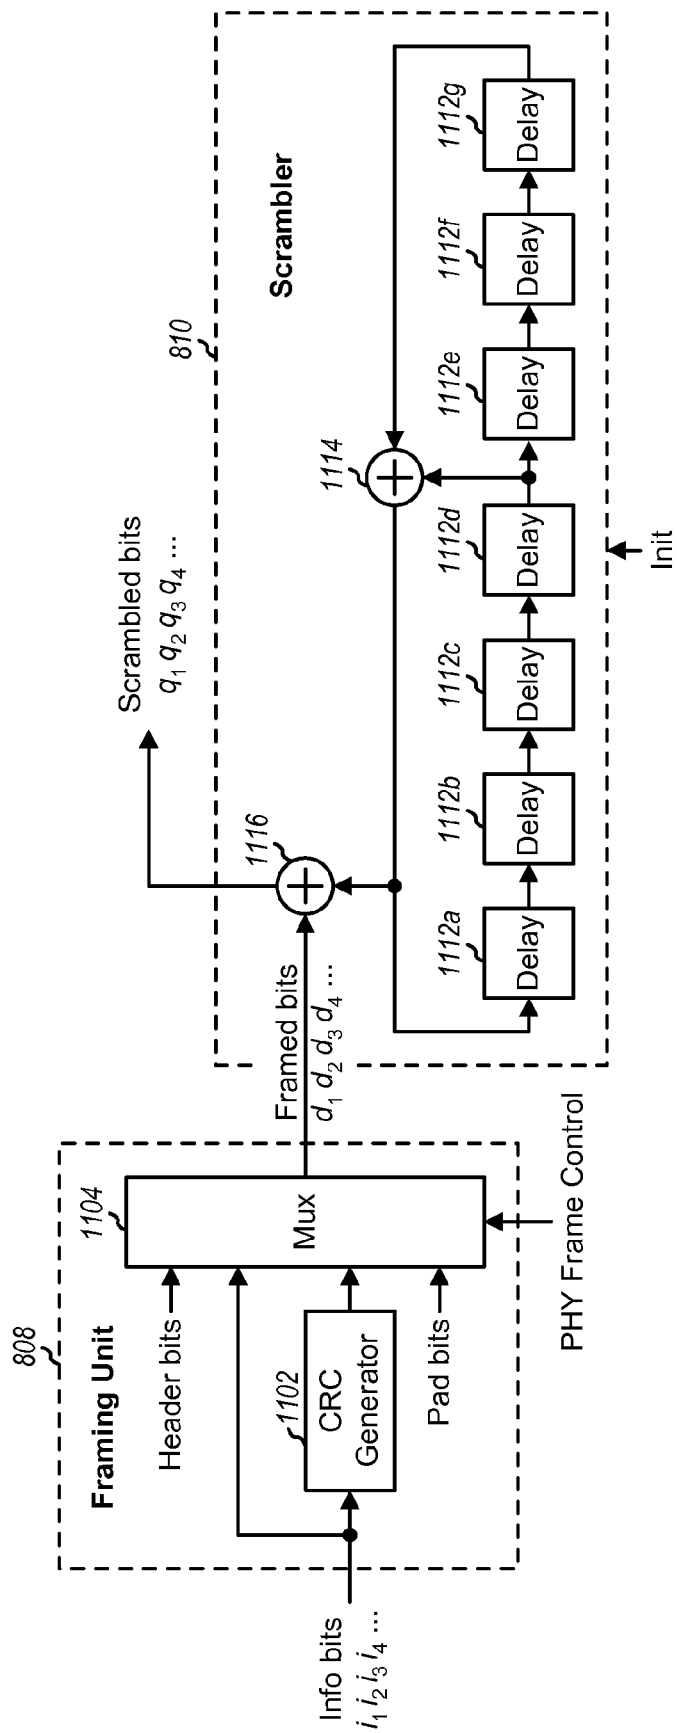 808
Framing Unit
Header bits
1104
Mux
1102
CRC
Generator
Pad bits
PHY Frame Control
Info bits
i1 i2 i3 i4 ...
Framed bits
d1 d2 d3 d4 ...
Scrambled bits
q1 q2 q3 q4 ...
810
Scrambler
1116
1114
1112a
Delay
1112b
Delay
1112c
Delay
1112d
Delay
1112e
Delay
1112f
Delay
1112g
Delay
Init